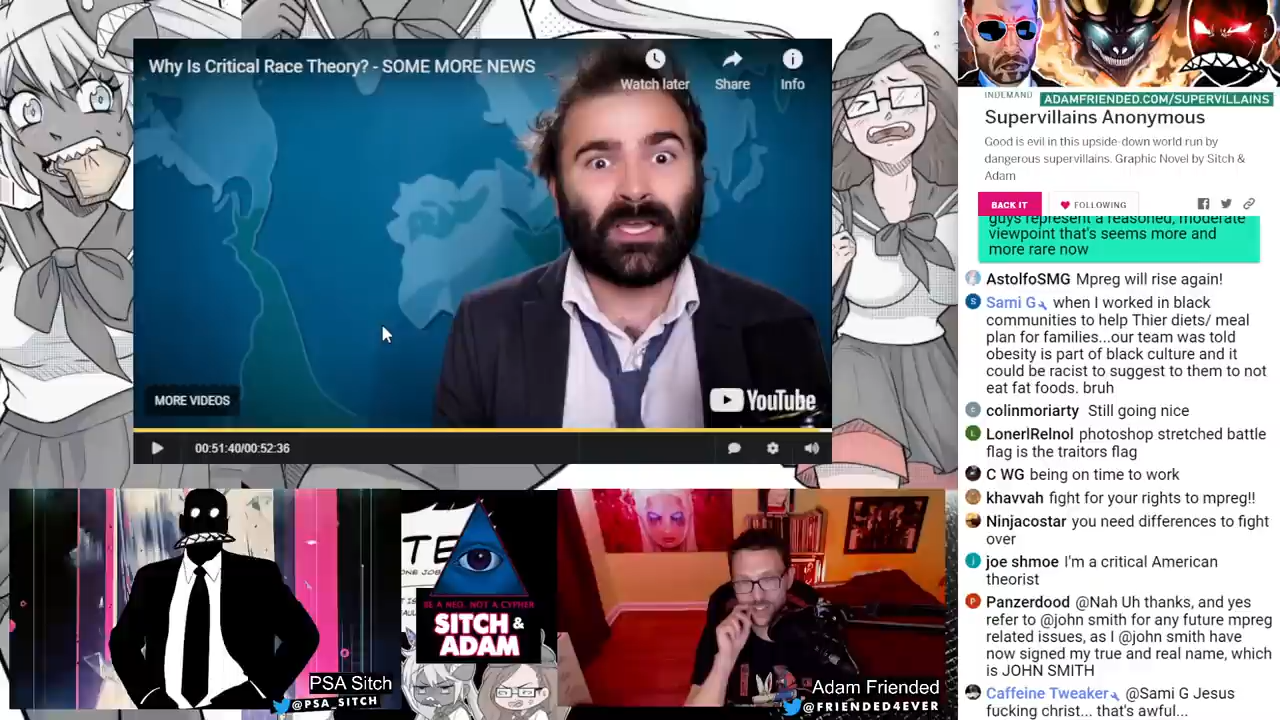 Why Is Critical Race Theory? - SOME MORE NEWS
Watch later
Share
Info
MORE VIDEOS
YouTube
00:51:40/00:52:36
PSA Sitch
@PSA_SITCH
TE
ONE JOB
BE A NEO, NOT A CYPHER
SITCH &
ADAM
Adam Friended
@FRIENDED4EVER
INDEMAND
ADAMFRIENDED.COM/SUPERVILLAINS
Supervillains Anonymous
Good is evil in this upside-down world run by
dangerous supervillains. Graphic Novel by Sitch &
Adam
BACK IT
FOLLOWING
guys represent a reasoned, moderate
viewpoint that's seems more and
more rare now
AstolfoSMG Mpreg will rise again!
Sami G when I worked in black
communities to help Thier diets/ meal
plan for families...our team was told
obesity is part of black culture and it
could be racist to suggest to them to not
eat fat foods. bruh
colinmoriarty Still going nice
LonerlRelnol photoshop stretched battle
flag is the traitors flag
C WG being on time to work
khavvah fight for your rights to mpreg!!
Ninjacostar you need differences to fight
over
joe shmoe I'm a critical American
theorist
Panzerdood @Nah Uh thanks, and yes
refer to @john smith for any future mpreg
related issues, as I @john smith have
now signed my true and real name, which
is JOHN SMITH
Caffeine Tweaker @Sami G Jesus
fucking christ... that's awful...